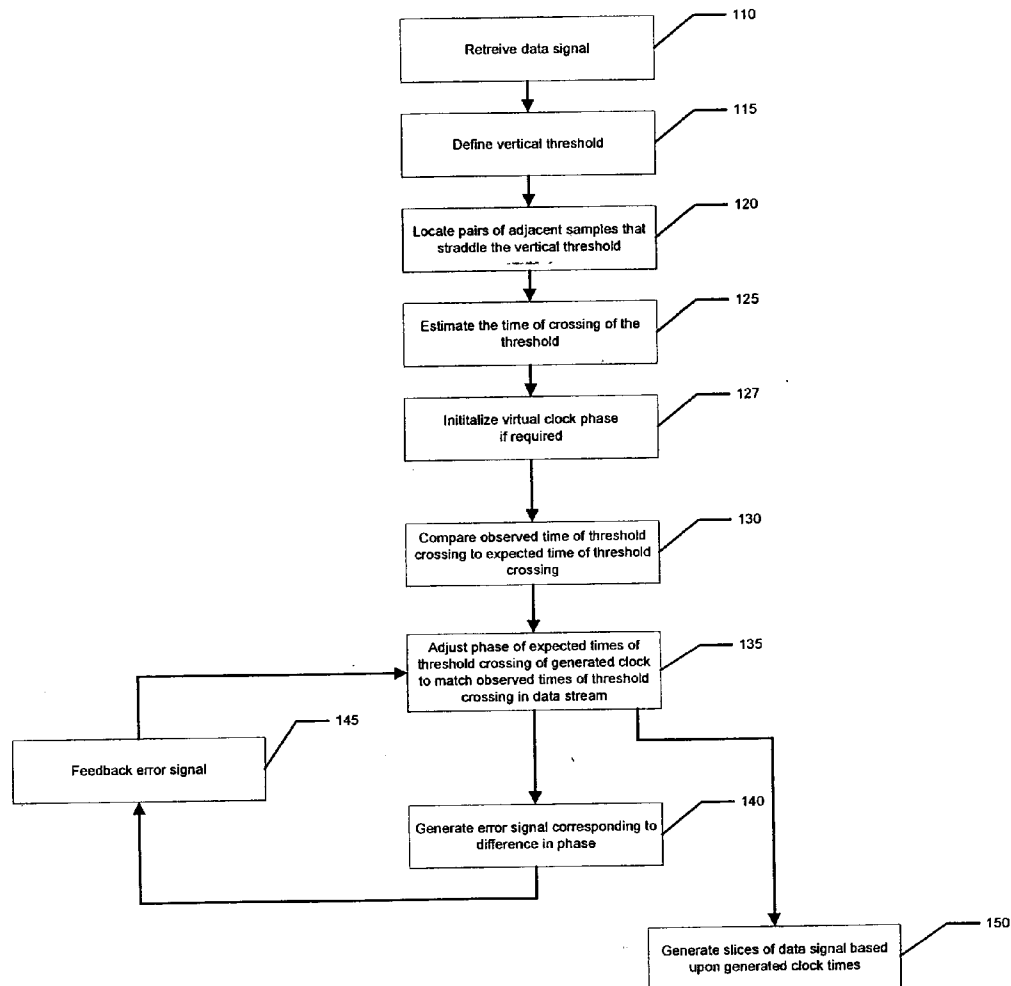 110
Retreive data signal
115
Define vertical threshold
120
Locate pairs of adjacent samples that
straddle the vertical threshold
125
Estimate the time of crossing of the
threshold
127
Inititalize virtual clock phase
if required
130
Compare observed time of threshold
crossing to expected time of threshold
crossing
135
Adjust phase of expected times of
threshold crossing of generated clock
to match observed times of threshold
crossing in data stream
145
Feedback error signal
140
Generate error signal corresponding to
difference in phase
150
Generate slices of data signal based
upon generated clock times